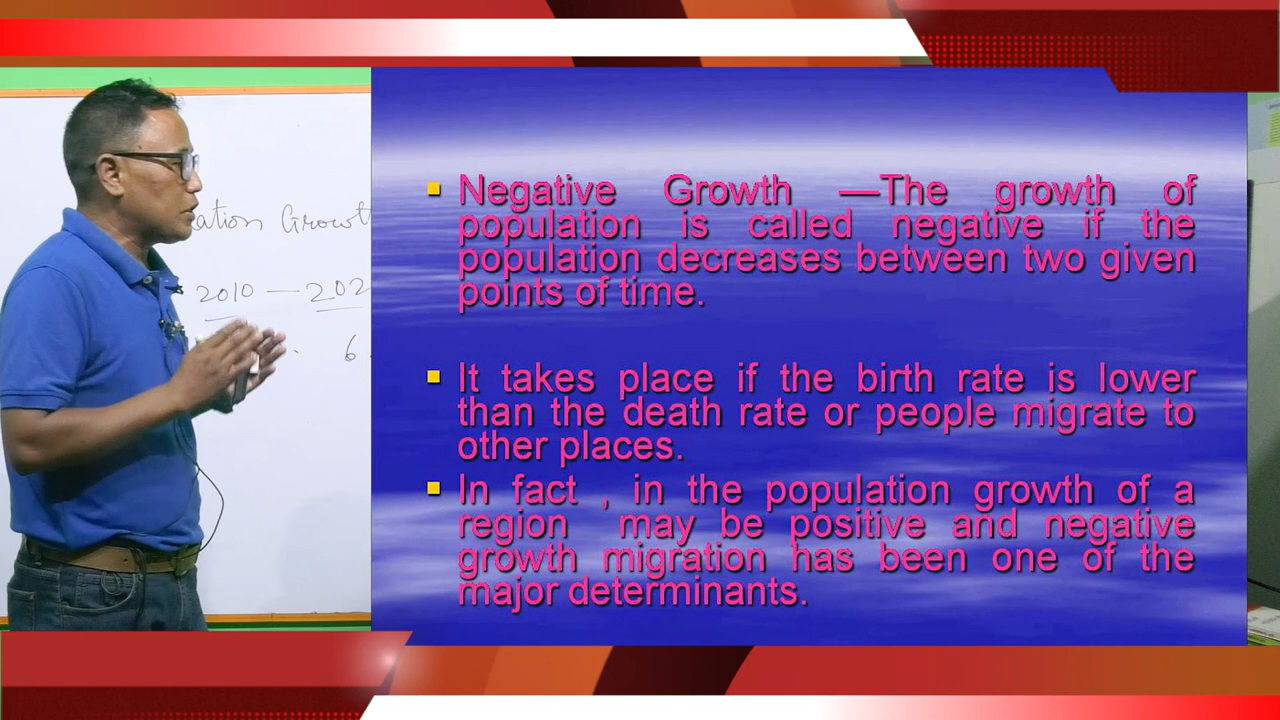 ation Growt
2010 — 202
6
Negative Growth —The growth of
population is called negative if the
population decreases between two given
points of time.
It takes place if the birth rate is lower
than the death rate or people migrate to
other places.
In fact , in the population growth of a
region may be positive and negative
growth migration has been one of the
major determinants.